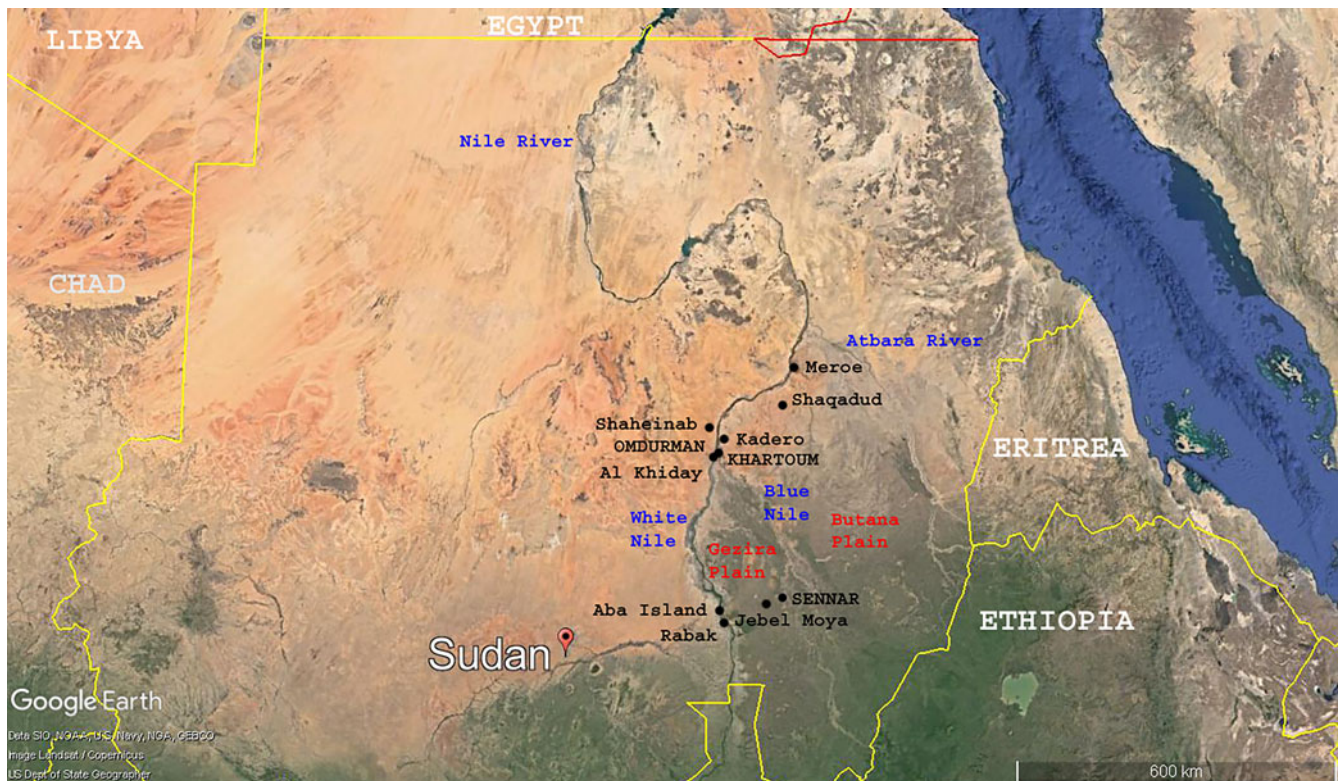 LIBYA
EGYPT
Nile River
CHAD
Atbara River
Meroe
Shaqadud
Shaheinab
Kadero
OMDURMAN
KHARTOUM
Al Khiday
ERITREA
Blue
Nile
White
Nile
Butana
Plain
Gezira
Plain
SENNAR
Aba Island
Jebel Moya
Rabak
ETHIOPIA
Sudan
Google Earth
Data SIO, NOAA, U.S. Navy, NGA, GEBCO
Image Landsat / Copernicus
US Dept of State Geographer
600 km